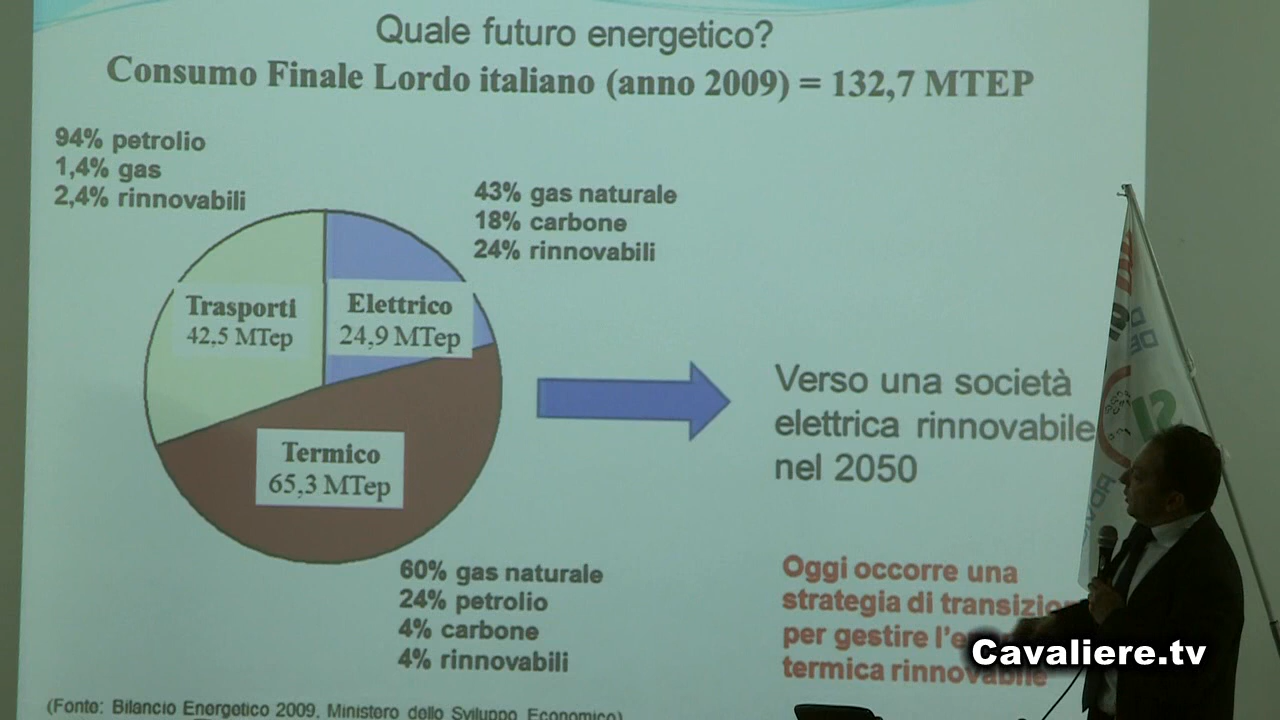 Quale futuro energetico?
Consumo Finale Lordo italiano (anno 2009) = 132,7 MTEP
94% petrolio
1,4% gas
2,4% rinnovabili
43% gas naturale
18% carbone
24% rinnovabili
Trasporti
42,5 MTep
Elettrico
24,9 MTep
Termico
65,3 MTep
60% gas naturale
24% petrolio
4% carbone
4% rinnovabili
Verso una società
elettrica rinnovabile
nel 2050
Oggi occorre una
strategia di
per gestire
termica rinnovabile
(Fonte: Bilancio Energetico 2009, Ministero dello Sviluppo Economico)
Cavaliere.tv